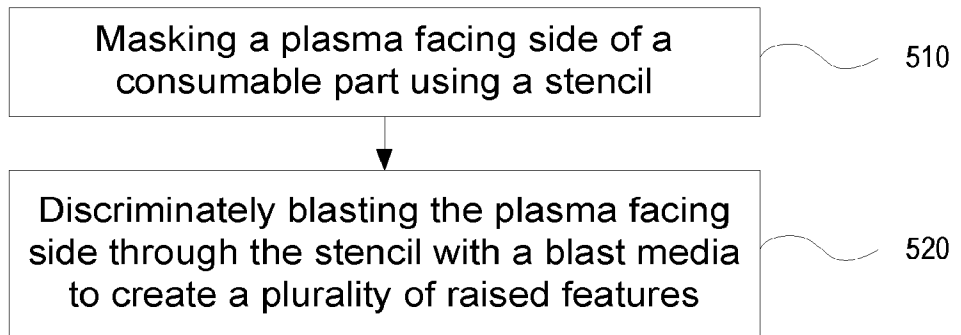 Masking a plasma facing side of a
consumable part using a stencil
510
Discriminately blasting the plasma facing
side through the stencil with a blast media
to create a plurality of raised features
520